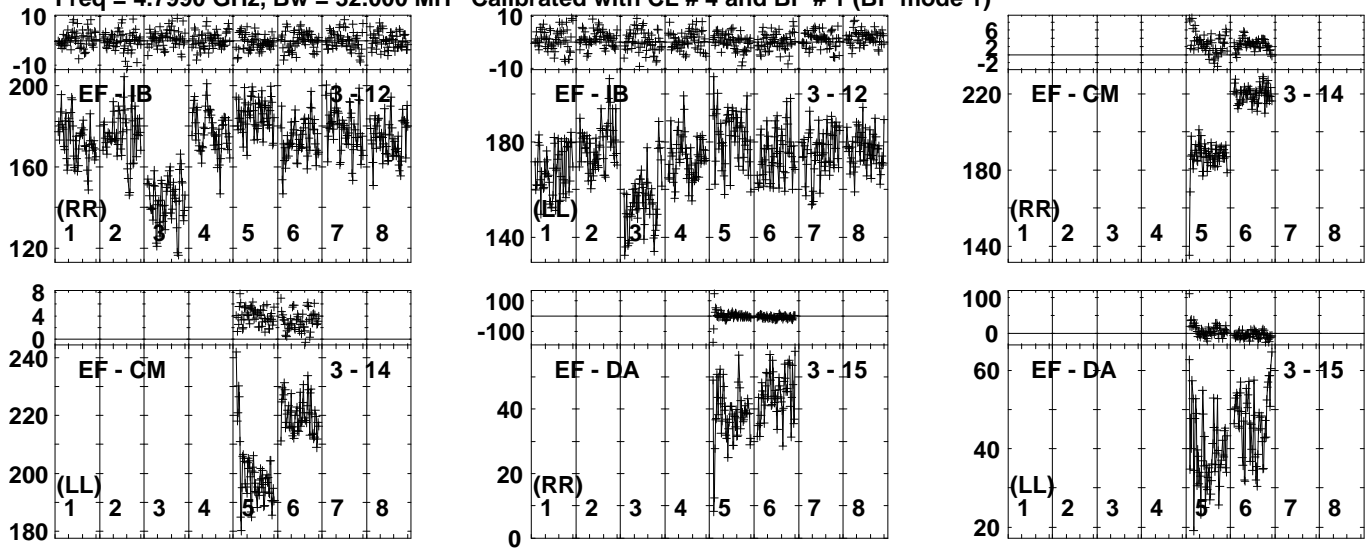 Freq = 4.7990 GHz, Bw = 32.000 MH Calibrated with CL # 4 and BP # 1 (BP mode 1)
10
-10
200
160
120
EF - IB
3 - 12
(RR)
1 2 3 4 5 6 7 8
10
-10
180
140
EF - IB
3 - 12
(LL)
1 2 3 4 5 6 7 8
6
2
-2
220
180
140
EF - CM
3 - 14
(RR)
1 2 3 4 5 6 7 8
8
4
0
240
220
200
180
EF - CM
3 - 14
(LL)
1 2 3 4 5 6 7 8
100
-100
40
20
0
EF - DA
3 - 15
(RR)
1 2 3 4 5 6 7 8
100
0
60
40
20
EF - DA
3 - 15
(LL)
1 2 3 4 5 6 7 8